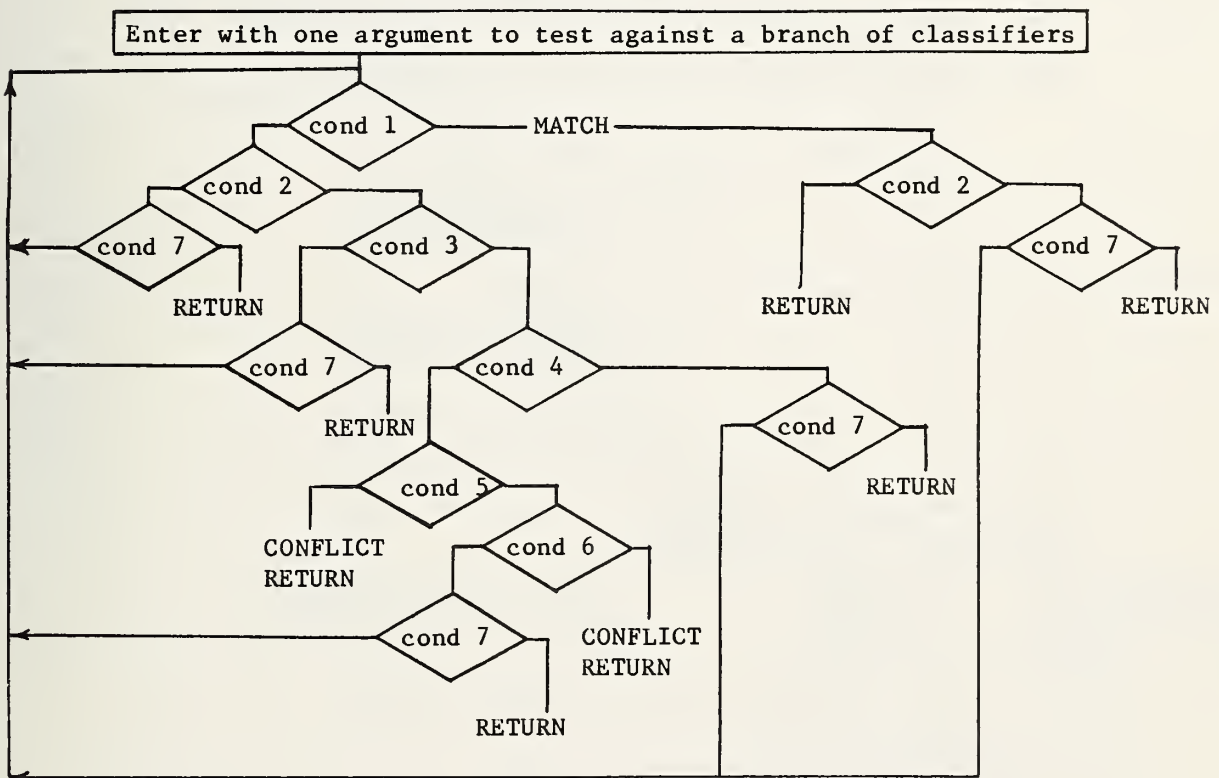 Enter with one argument to test against a branch of classifiers
cond 1
MATCH
cond 2
cond 2
cond 7
cond 3
cond 7
RETURN
RETURN
RETURN
cond 7
cond 4
RETURN
cond 7
RETURN
cond 5
CONFLICT
RETURN
cond 6
cond 7
CONFLICT
RETURN
RETURN